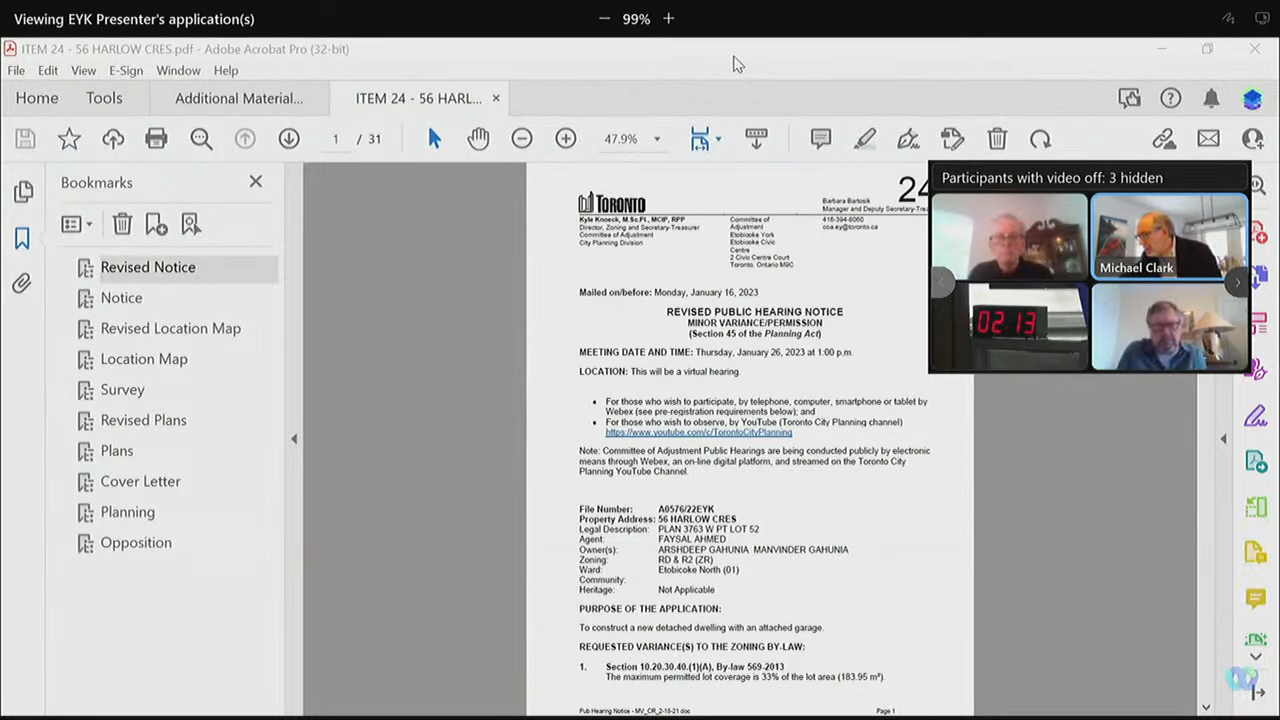 Viewing EYK Presenter's application(s)
99%
ITEM 24 - 56 HARLOW CRES.pdf - Adobe Acrobat Pro (32-bit)
File Edit View E-Sign Window Help
Home Tools Additional Material... ITEM 24 - 56 HARL...
1 / 31 47.9%
Bookmarks
Revised Notice
Notice
Revised Location Map
Location Map
Survey
Revised Plans
Plans
Cover Letter
Planning
Opposition
24
TORONTO
Kyle Knoeck, M.Sc.Pl., MCIP, RPP
Director, Zoning and Secretary-Treasurer
Committee of Adjustment
City Planning Division
Committee of
Adjustment
Etobicoke York
Etobicoke Civic
Centre
2 Civic Centre Court
Toronto, Ontario M9C
Barbara Bartosik
Manager and Deputy Secretary-Trea
416-394-8060
coa.ey@toronto.ca
Mailed on/before: Monday, January 16, 2023
REVISED PUBLIC HEARING NOTICE
MINOR VARIANCE/PERMISSION
(Section 45 of the Planning Act)
MEETING DATE AND TIME: Thursday, January 26, 2023 at 1:00 p.m.
LOCATION: This will be a virtual hearing.
• For those who wish to participate, by telephone, computer, smartphone or tablet by
Webex (see pre-registration requirements below); and
• For those who wish to observe, by YouTube (Toronto City Planning channel)
https://www.youtube.com/c/TorontoCityPlanning
Note: Committee of Adjustment Public Hearings are being conducted publicly by electronic
means through Webex, an on-line digital platform, and streamed on the Toronto City
Planning YouTube Channel.
File Number: A0576/22EYK
Property Address: 56 HARLOW CRES
Legal Description: PLAN 3763 W PT LOT 52
Agent: FAYSAL AHMED
Owner(s): ARSHDEEP GAHUNIA MANVINDER GAHUNIA
Zoning: RD & R2 (ZR)
Ward: Etobicoke North (01)
Community:
Heritage: Not Applicable
PURPOSE OF THE APPLICATION:
To construct a new detached dwelling with an attached garage.
REQUESTED VARIANCE(S) TO THE ZONING BY-LAW:
1. Section 10.20.30.40.(1)(A), By-law 569-2013
The maximum permitted lot coverage is 33% of the lot area (183.95 m²).
Pub Hearing Notice - MV_CR_2-18-21.doc Page 1
Participants with video off: 3 hidden
Michael Clark
02 13